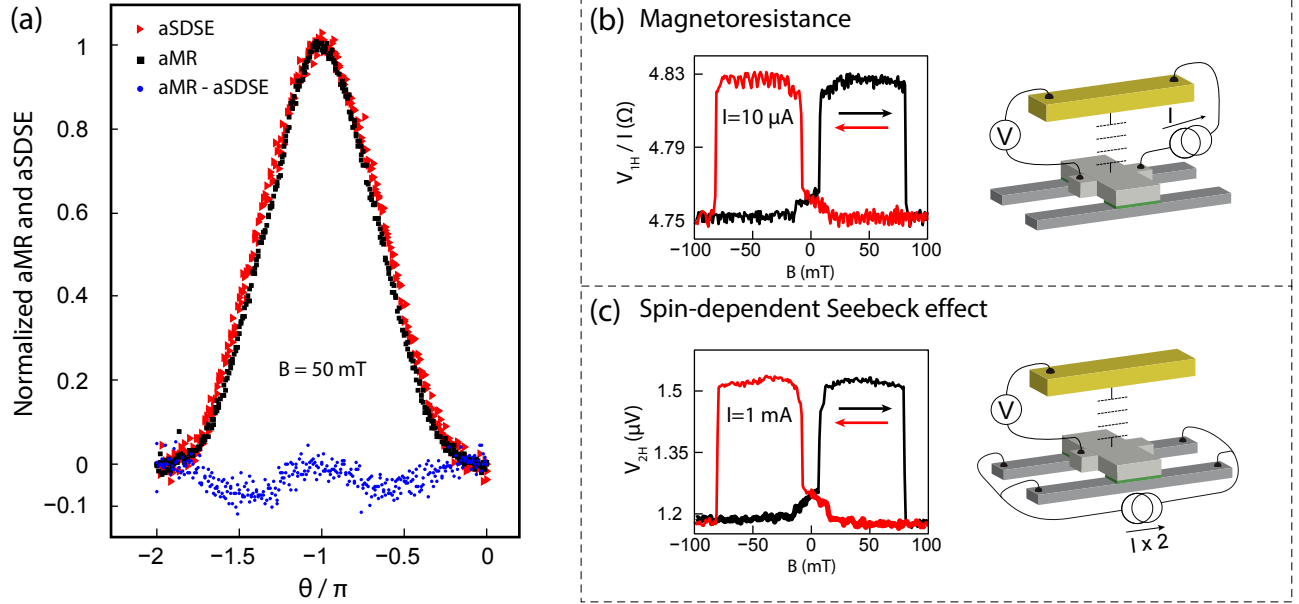 (a)
aSDSE
aMR
aMR - aSDSE
Normalized aMR and aSDSE
1
0.8
0.6
0.4
0.2
0
−0.1
B = 50 mT
−2
−1.5
−1
−0.5
0
θ / π
(b) Magnetoresistance
V1H / I (Ω)
4.83
4.79
4.75
I=10 µA
−100
−50
0
50
100
B (mT)
V
I
(c) Spin-dependent Seebeck effect
V2H (µV)
1.5
1.35
1.2
I=1 mA
−100
−50
0
50
100
B (mT)
V
I x 2